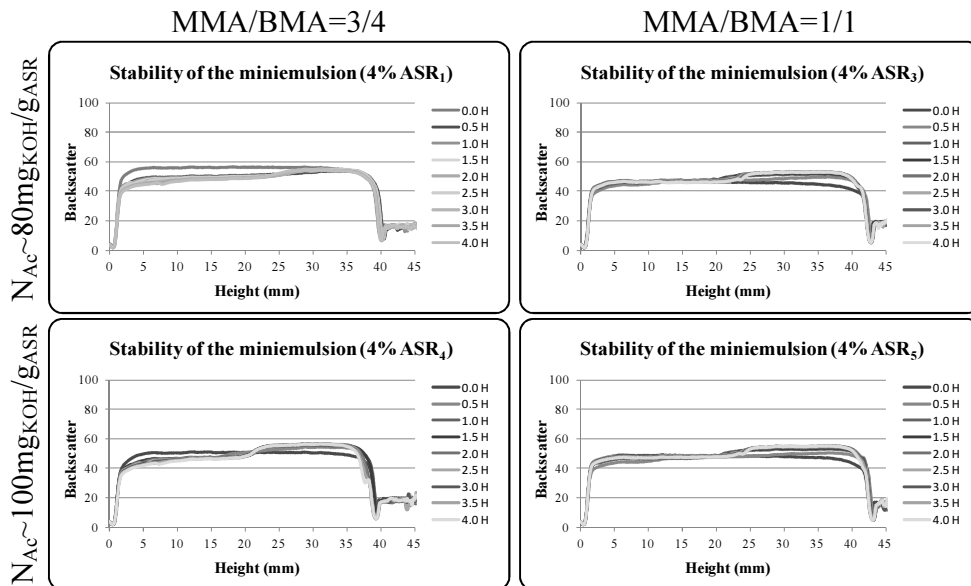 MMA/BMA=3/4
MMA/BMA=1/1
NAc~80mgKOH/gASR
Stability of the miniemulsion (4% ASR1)
100
80
60
40
20
0
Backscatter
0 5 10 15 20 25 30 35 40 45
Height (mm)
0.0 H
0.5 H
1.0 H
1.5 H
2.0 H
2.5 H
3.0 H
3.5 H
4.0 H
Stability of the miniemulsion (4% ASR3)
100
80
60
40
20
0
Backscatter
0 5 10 15 20 25 30 35 40 45
Height (mm)
0.0 H
0.5 H
1.0 H
1.5 H
2.0 H
2.5 H
3.0 H
3.5 H
4.0 H
NAc~100mgKOH/gASR
Stability of the miniemulsion (4% ASR4)
100
80
60
40
20
0
Backscatter
0 5 10 15 20 25 30 35 40 45
Height (mm)
0.0 H
0.5 H
1.0 H
1.5 H
2.0 H
2.5 H
3.0 H
3.5 H
4.0 H
Stability of the miniemulsion (4% ASR5)
100
80
60
40
20
0
Backscatter
0 5 10 15 20 25 30 35 40 45
Height (mm)
0.0 H
0.5 H
1.0 H
1.5 H
2.0 H
2.5 H
3.0 H
3.5 H
4.0 H